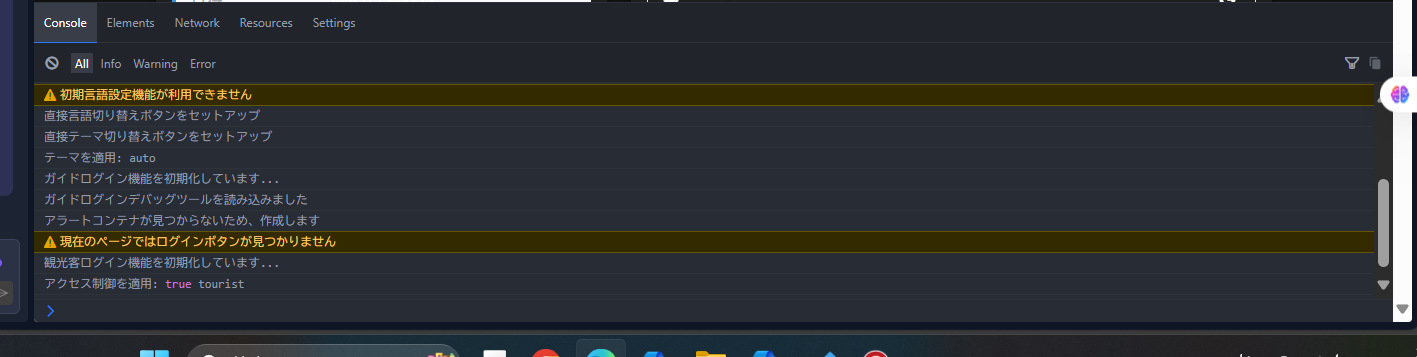 Console Elements Network Resources Settings
All Info Warning Error
初期言語設定機能が利用できません
直接言語切り替えボタンをセットアップ
直接テーマ切り替えボタンをセットアップ
テーマを適用: auto
ガイドログイン機能を初期化しています...
ガイドログインデバッグツールを読み込みました
アラートコンテナが見つからないため、作成します
現在のページではログインボタンが見つかりません
観光客ログイン機能を初期化しています...
アクセス制御を適用: true tourist